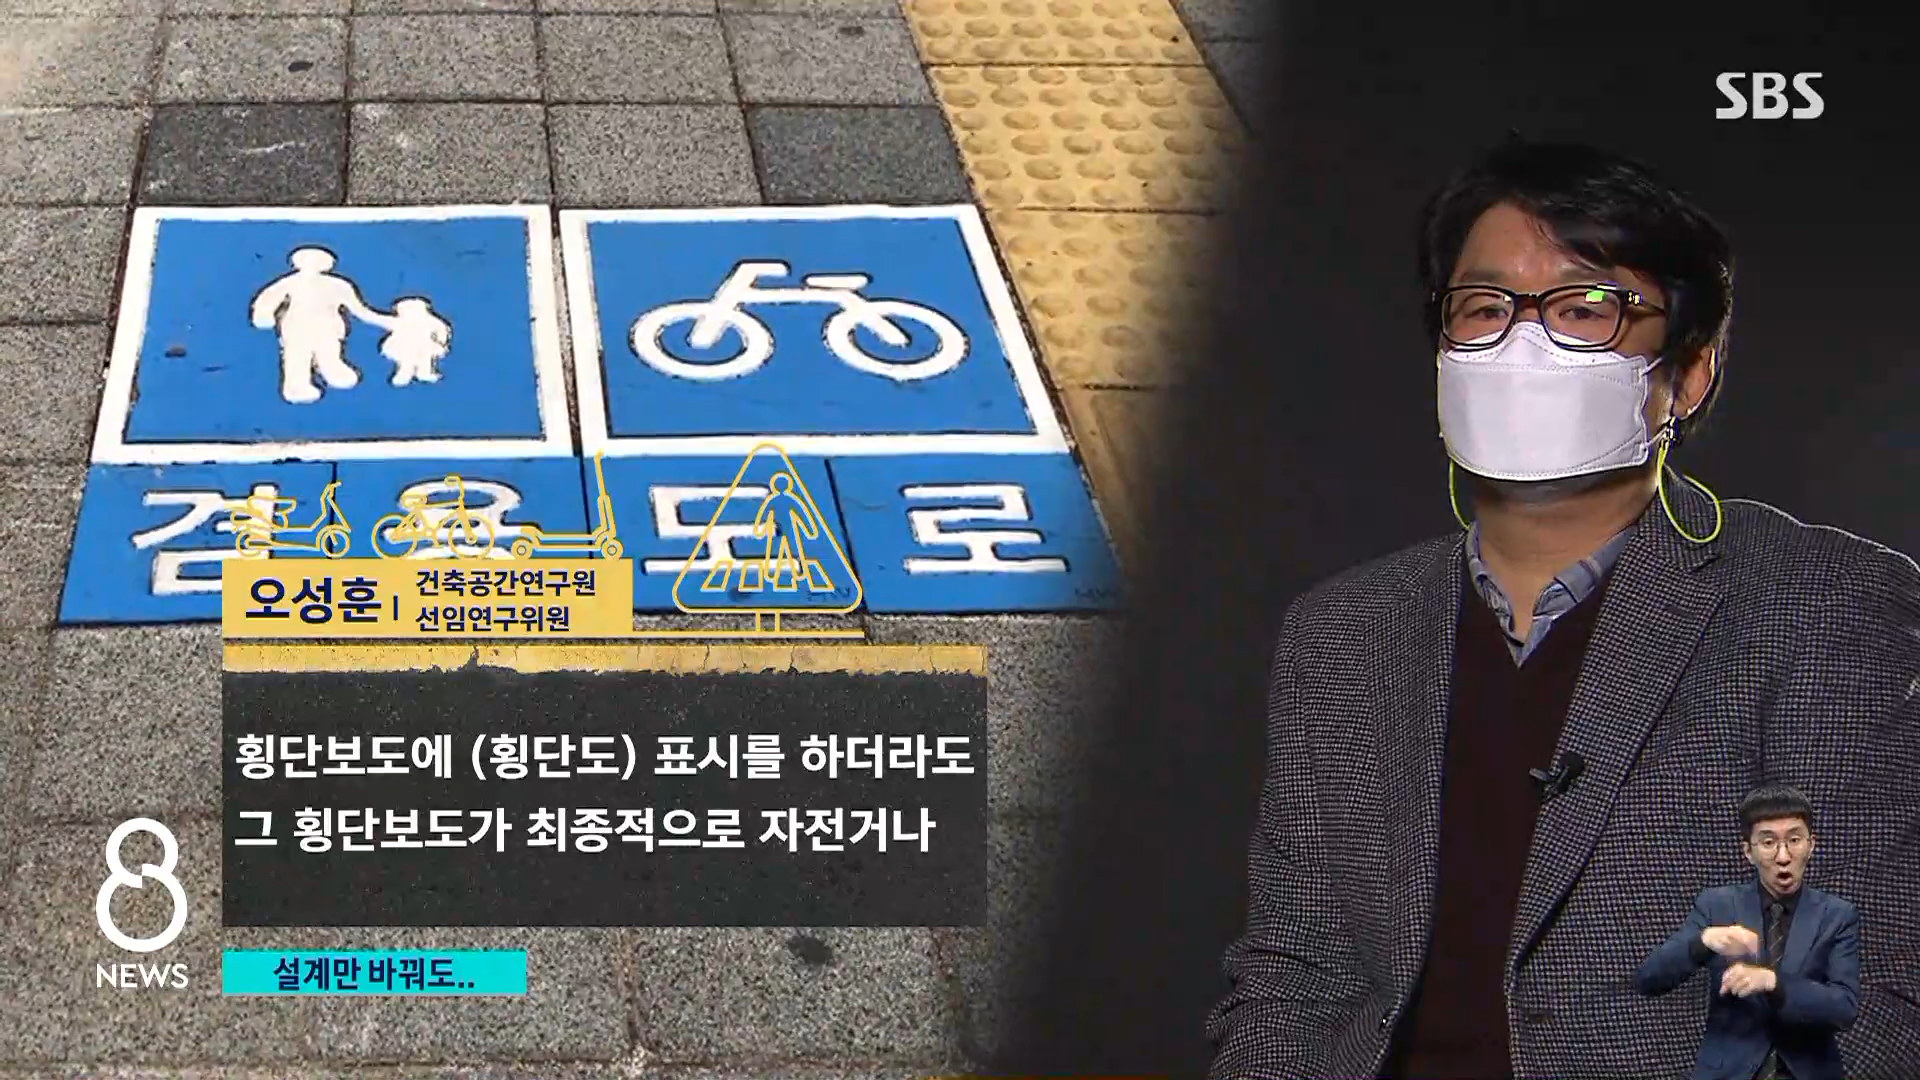 SBS
겸용도로
오성훈 | 건축공간연구원
선임연구위원
횡단보도에 (횡단도) 표시를 하더라도
그 횡단보도가 최종적으로 자전거나
8
NEWS
설계만 바꿔도..